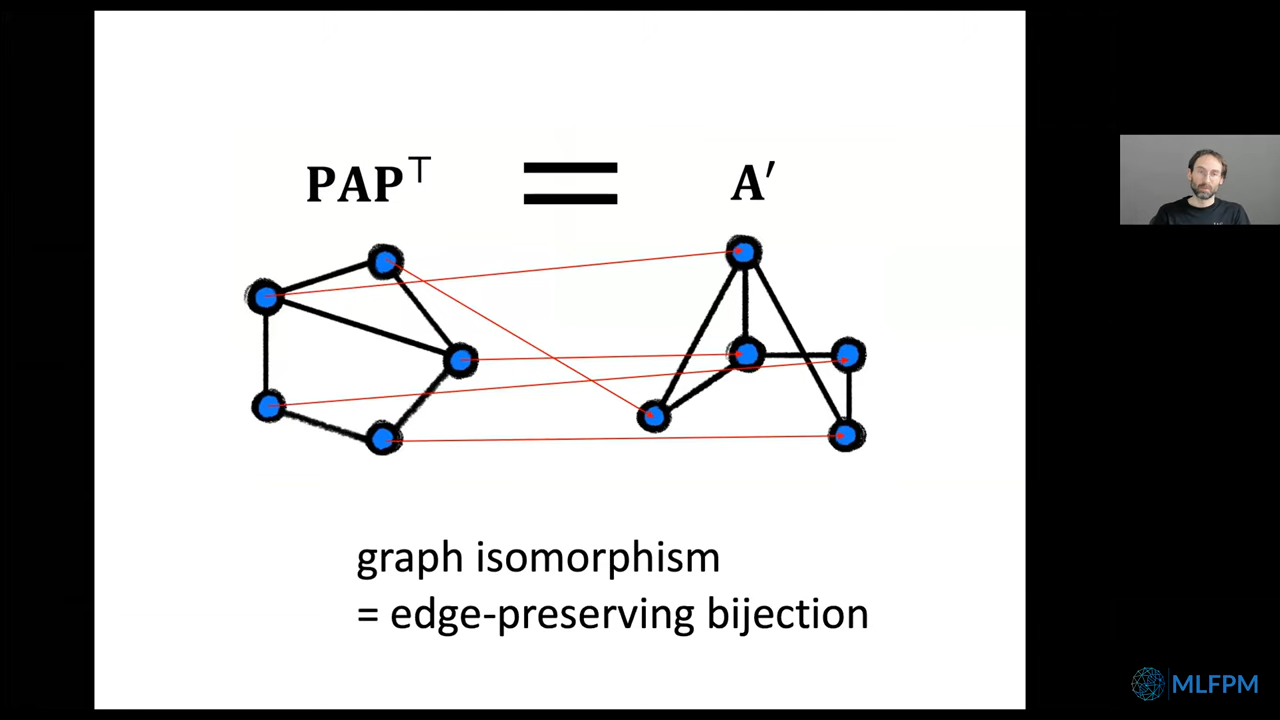 PAPᵀ = A′
graph isomorphism
= edge-preserving bijection
MLFPM